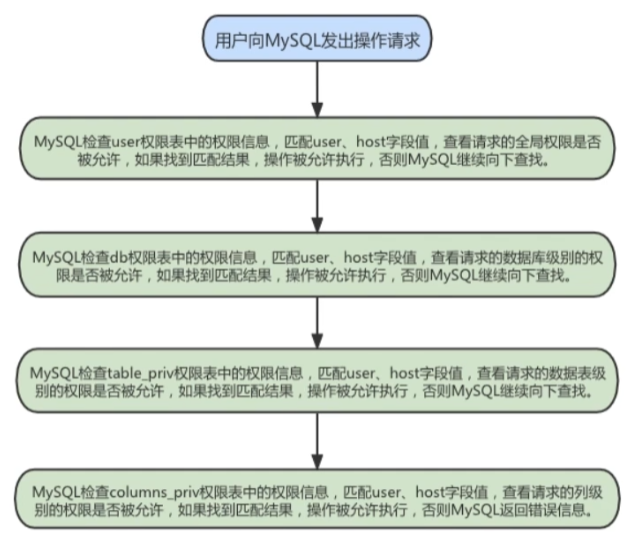 用户向MySQL发出操作请求
MySQL检查user权限表中的权限信息，匹配user、host字段值，查看请求的全局权限是否
被允许，如果找到匹配结果，操作被允许执行，否则MySQL继续向下查找。
MySQL检查db权限表中的权限信息，匹配user、host字段值，查看请求的数据库级别的权
限是否被允许，如果找到匹配结果，操作被允许执行，否则MySQL继续向下查找。
MySQL检查table_priv权限表中的权限信息，匹配user、host字段值，查看请求的数据表级
别的权限是否被允许，如果找到匹配结果，操作被允许执行，否则MySQL继续向下查找。
MySQL检查columns_priv权限表中的权限信息，匹配user、host字段值，查看请求的列级
别的权限是否被允许，如果找到匹配结果，操作被允许执行，否则MySQL返回错误信息。